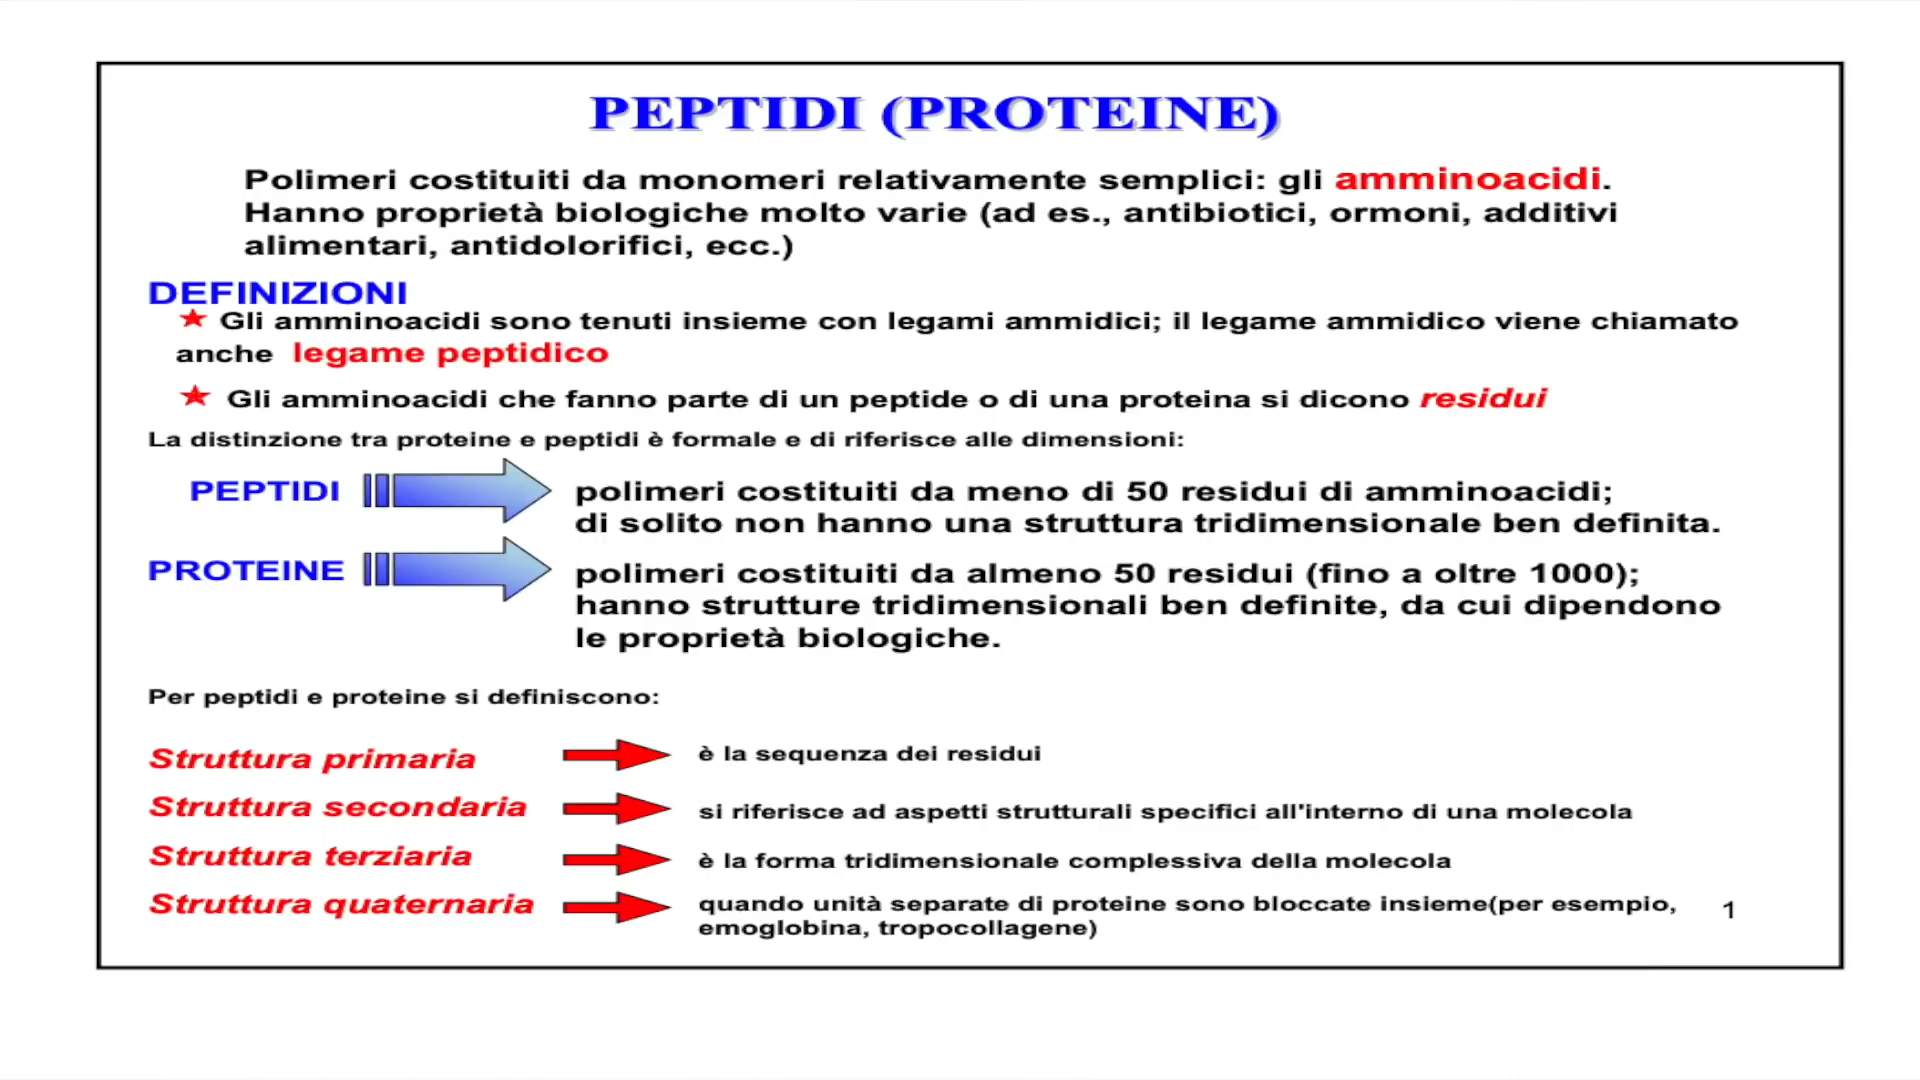 PEPTIDI (PROTEINE)
Polimeri costituiti da monomeri relativamente semplici: gli amminoacidi.
Hanno proprietà biologiche molto varie (ad es., antibiotici, ormoni, additivi
alimentari, antidolorifici, ecc.)
DEFINIZIONI
Gli amminoacidi sono tenuti insieme con legami ammidici; il legame ammidico viene chiamato
anche legame peptidico
Gli amminoacidi che fanno parte di un peptide o di una proteina si dicono residui
La distinzione tra proteine e peptidi è formale e di riferisce alle dimensioni:
PEPTIDI polimeri costituiti da meno di 50 residui di amminoacidi;
di solito non hanno una struttura tridimensionale ben definita.
PROTEINE polimeri costituiti da almeno 50 residui (fino a oltre 1000);
hanno strutture tridimensionali ben definite, da cui dipendono
le proprietà biologiche.
Per peptidi e proteine si definiscono:
Struttura primaria è la sequenza dei residui
Struttura secondaria si riferisce ad aspetti strutturali specifici all'interno di una molecola
Struttura terziaria è la forma tridimensionale complessiva della molecola
Struttura quaternaria quando unità separate di proteine sono bloccate insieme(per esempio,
emoglobina, tropocollagene)
1